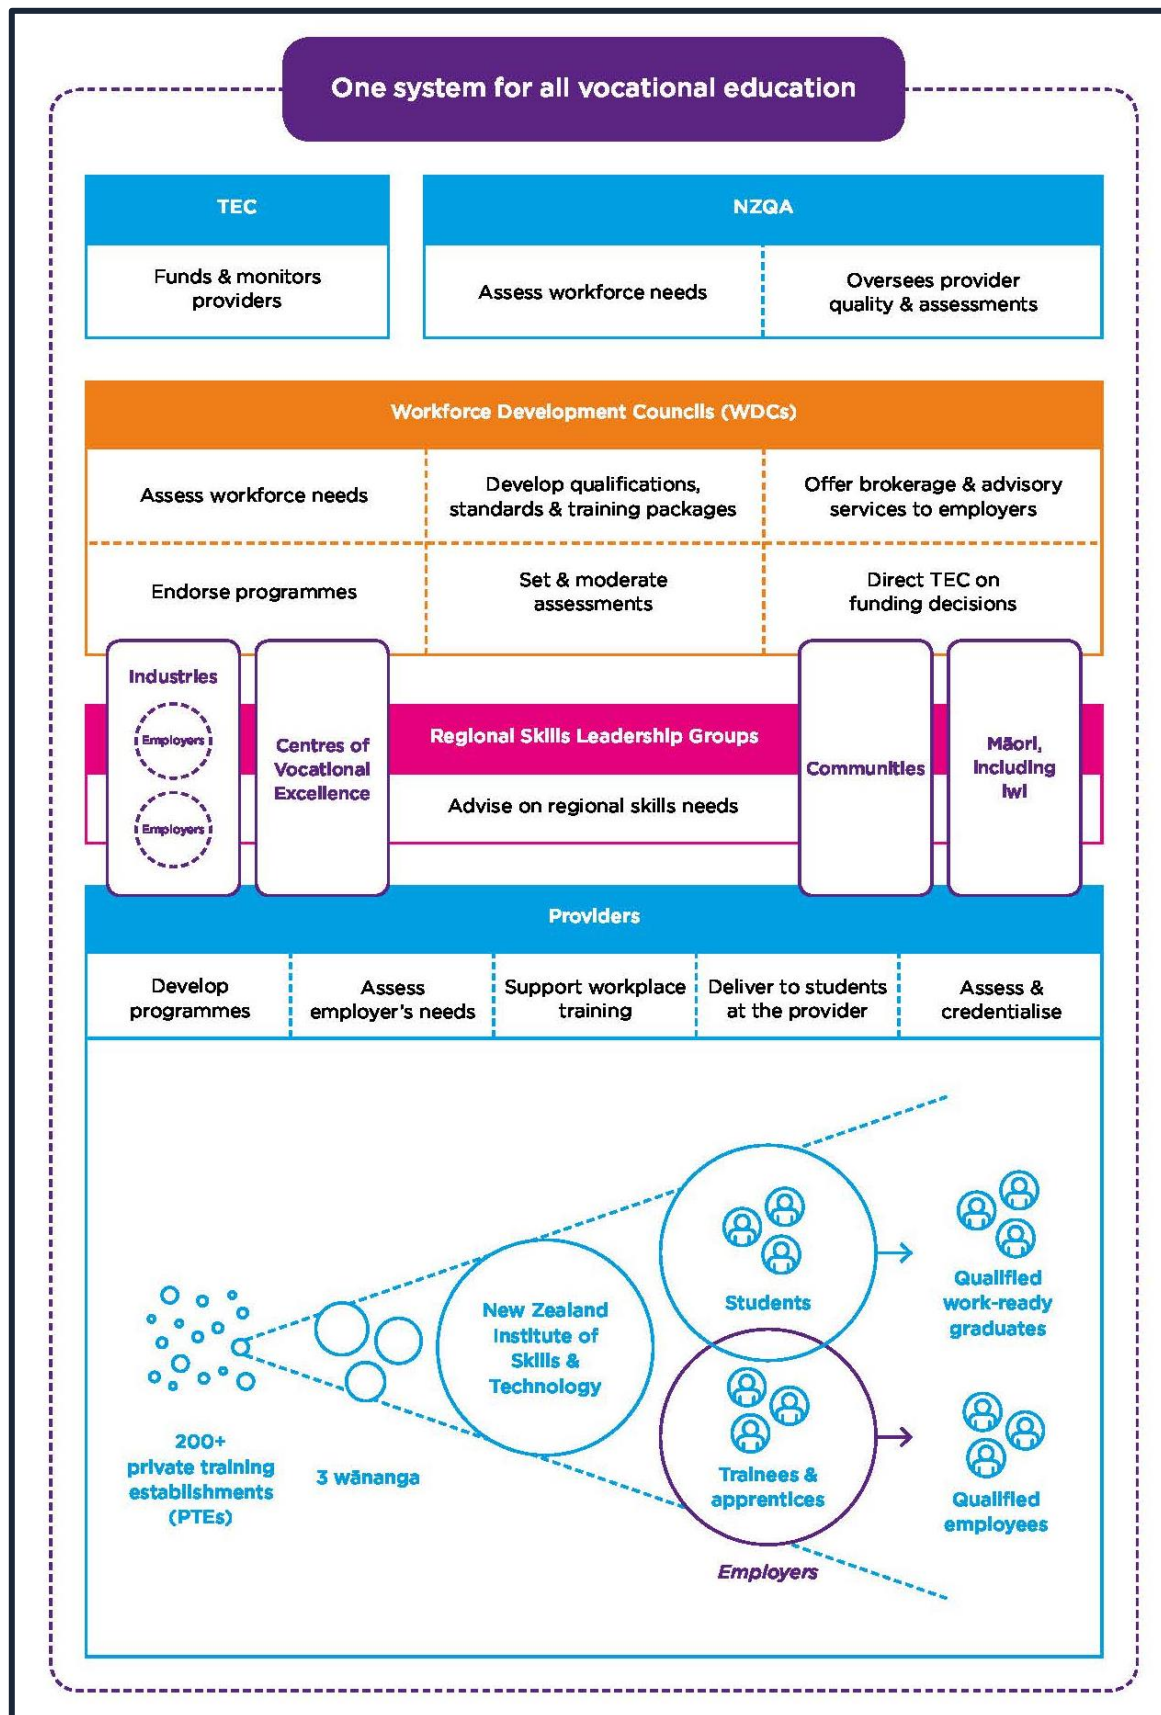 One system for all vocational education
TEC
Funds & monitors
providers
NZQA
Assess workforce needs
Oversees provider
quality & assessments
Workforce Development Councils (WDCs)
Assess workforce needs
Develop qualifications,
standards & training packages
Offer brokerage & advisory
services to employers
Endorse programmes
Set & moderate
assessments
Direct TEC on
funding decisions
Industries
Employers
Employers
Centres of
Vocational
Excellence
Regional Skills Leadership Groups
Advise on regional skills needs
Communities
Māori,
including
Iwi
Providers
Develop
programmes
Assess
employer's needs
Support workplace
training
Deliver to students
at the provider
Assess &
credentialise
200+
private training
establishments
(PTEs)
3 wānanga
New Zealand
Institute of
Skills &
Technology
Students
Trainees &
apprentices
Employers
Qualified
work-ready
graduates
Qualified
employees